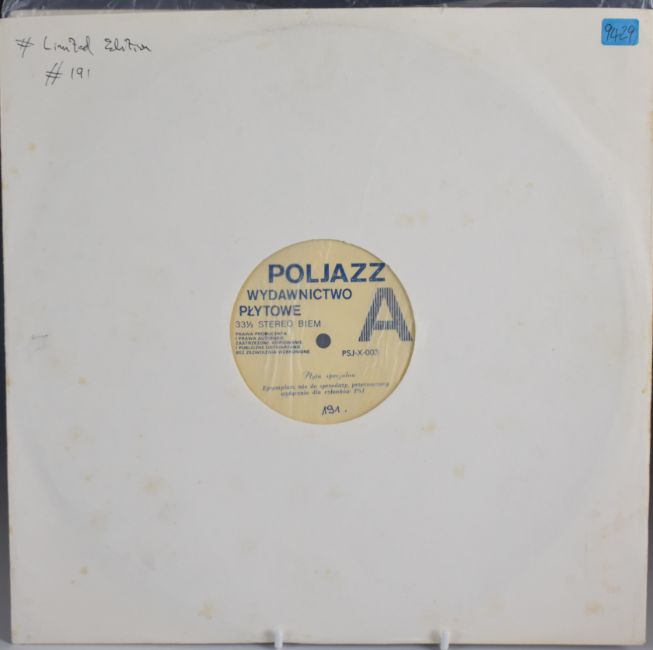 # Limited Edition
# 191
9429
POLJAZZ
WYDAWNICTWO
PŁYTOWE
A
33⅓ STEREO BIEM
PRAWA PRODUCENTA
I PRAWA AUTORSKIE
ZASTRZEŻONE KOPIOWANIE
I PUBLICZNE ODTWARZANIE
BEZ ZEZWOLENIA WZBRONIONE
PSJ-X-003
Płyta specjalna
Egzemplarz nie do sprzedaży, przeznaczony
wyłącznie dla członków PSJ
191.